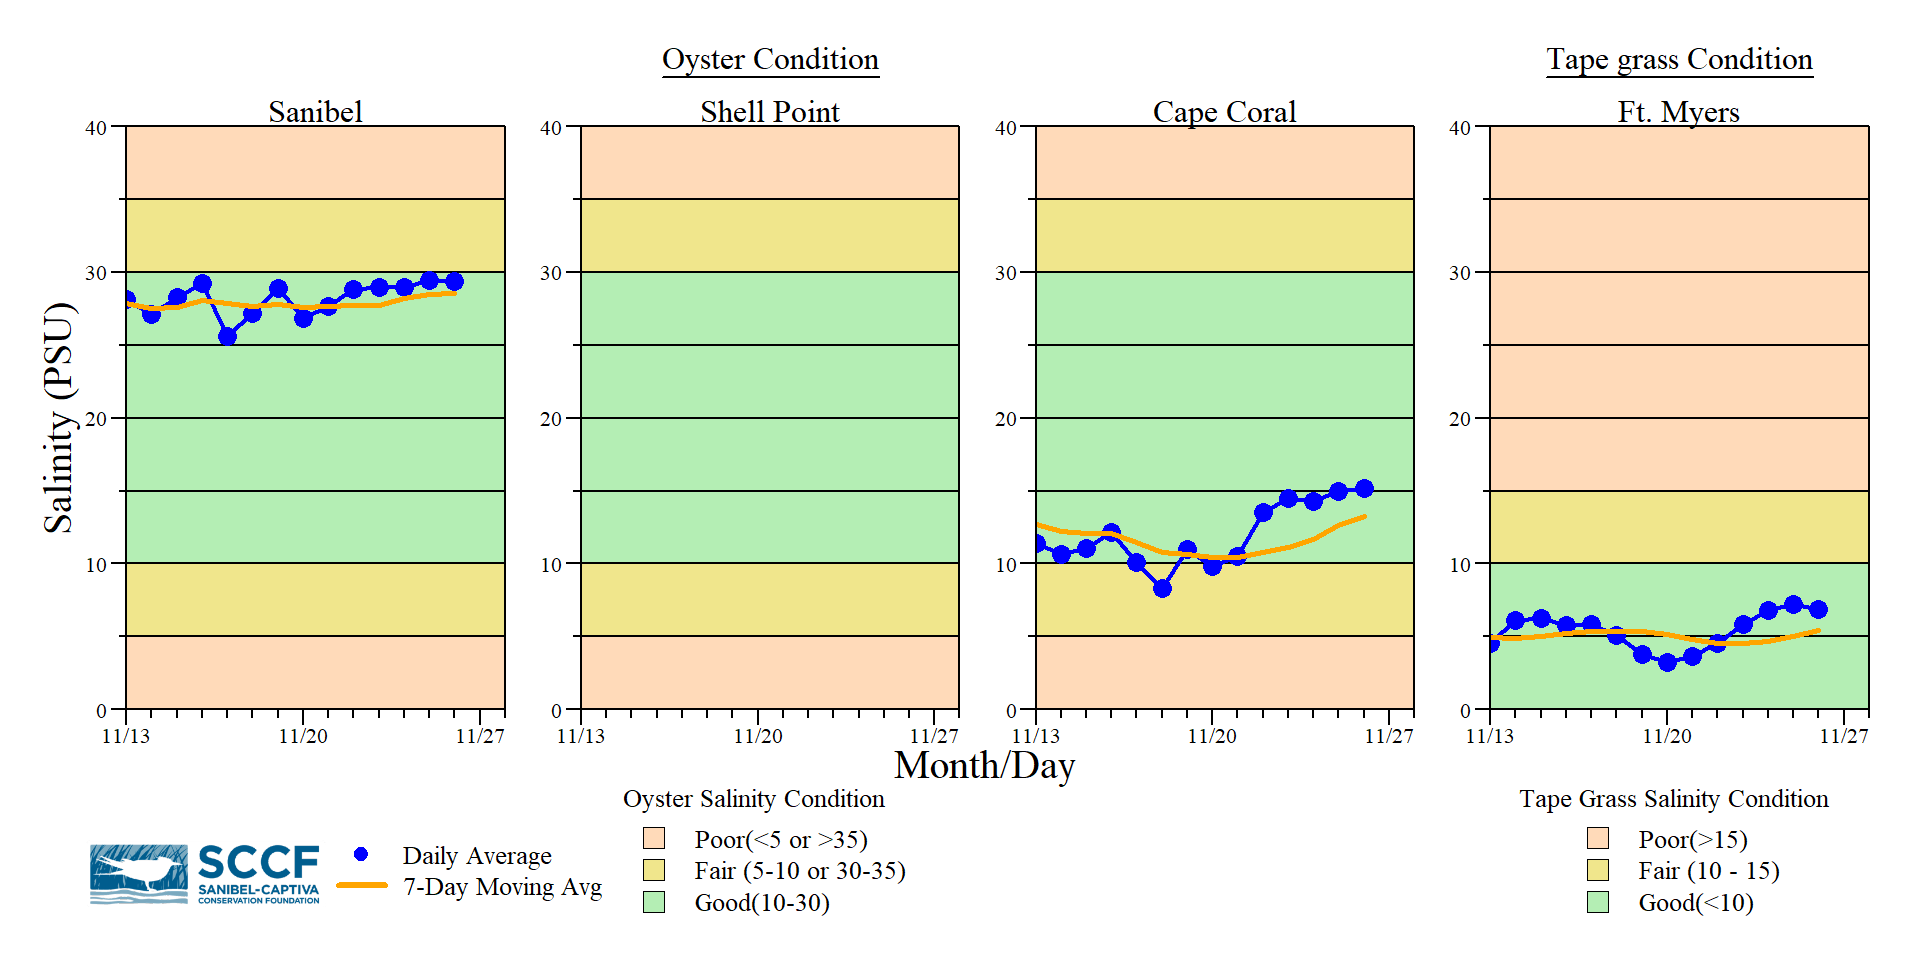 Oyster Condition
Tape grass Condition
Sanibel
Shell Point
Cape Coral
Ft. Myers
Salinity (PSU)
40
30
20
10
0
11/13
11/20
11/27
40
30
20
10
0
11/13
11/20
11/27
40
30
20
10
0
11/13
11/20
11/27
40
30
20
10
0
11/13
11/20
11/27
Month/Day
SCCF
SANIBEL-CAPTIVA
CONSERVATION FOUNDATION
Daily Average
7-Day Moving Avg
Oyster Salinity Condition
Poor(<5 or >35)
Fair (5-10 or 30-35)
Good(10-30)
Tape Grass Salinity Condition
Poor(>15)
Fair (10 - 15)
Good(<10)